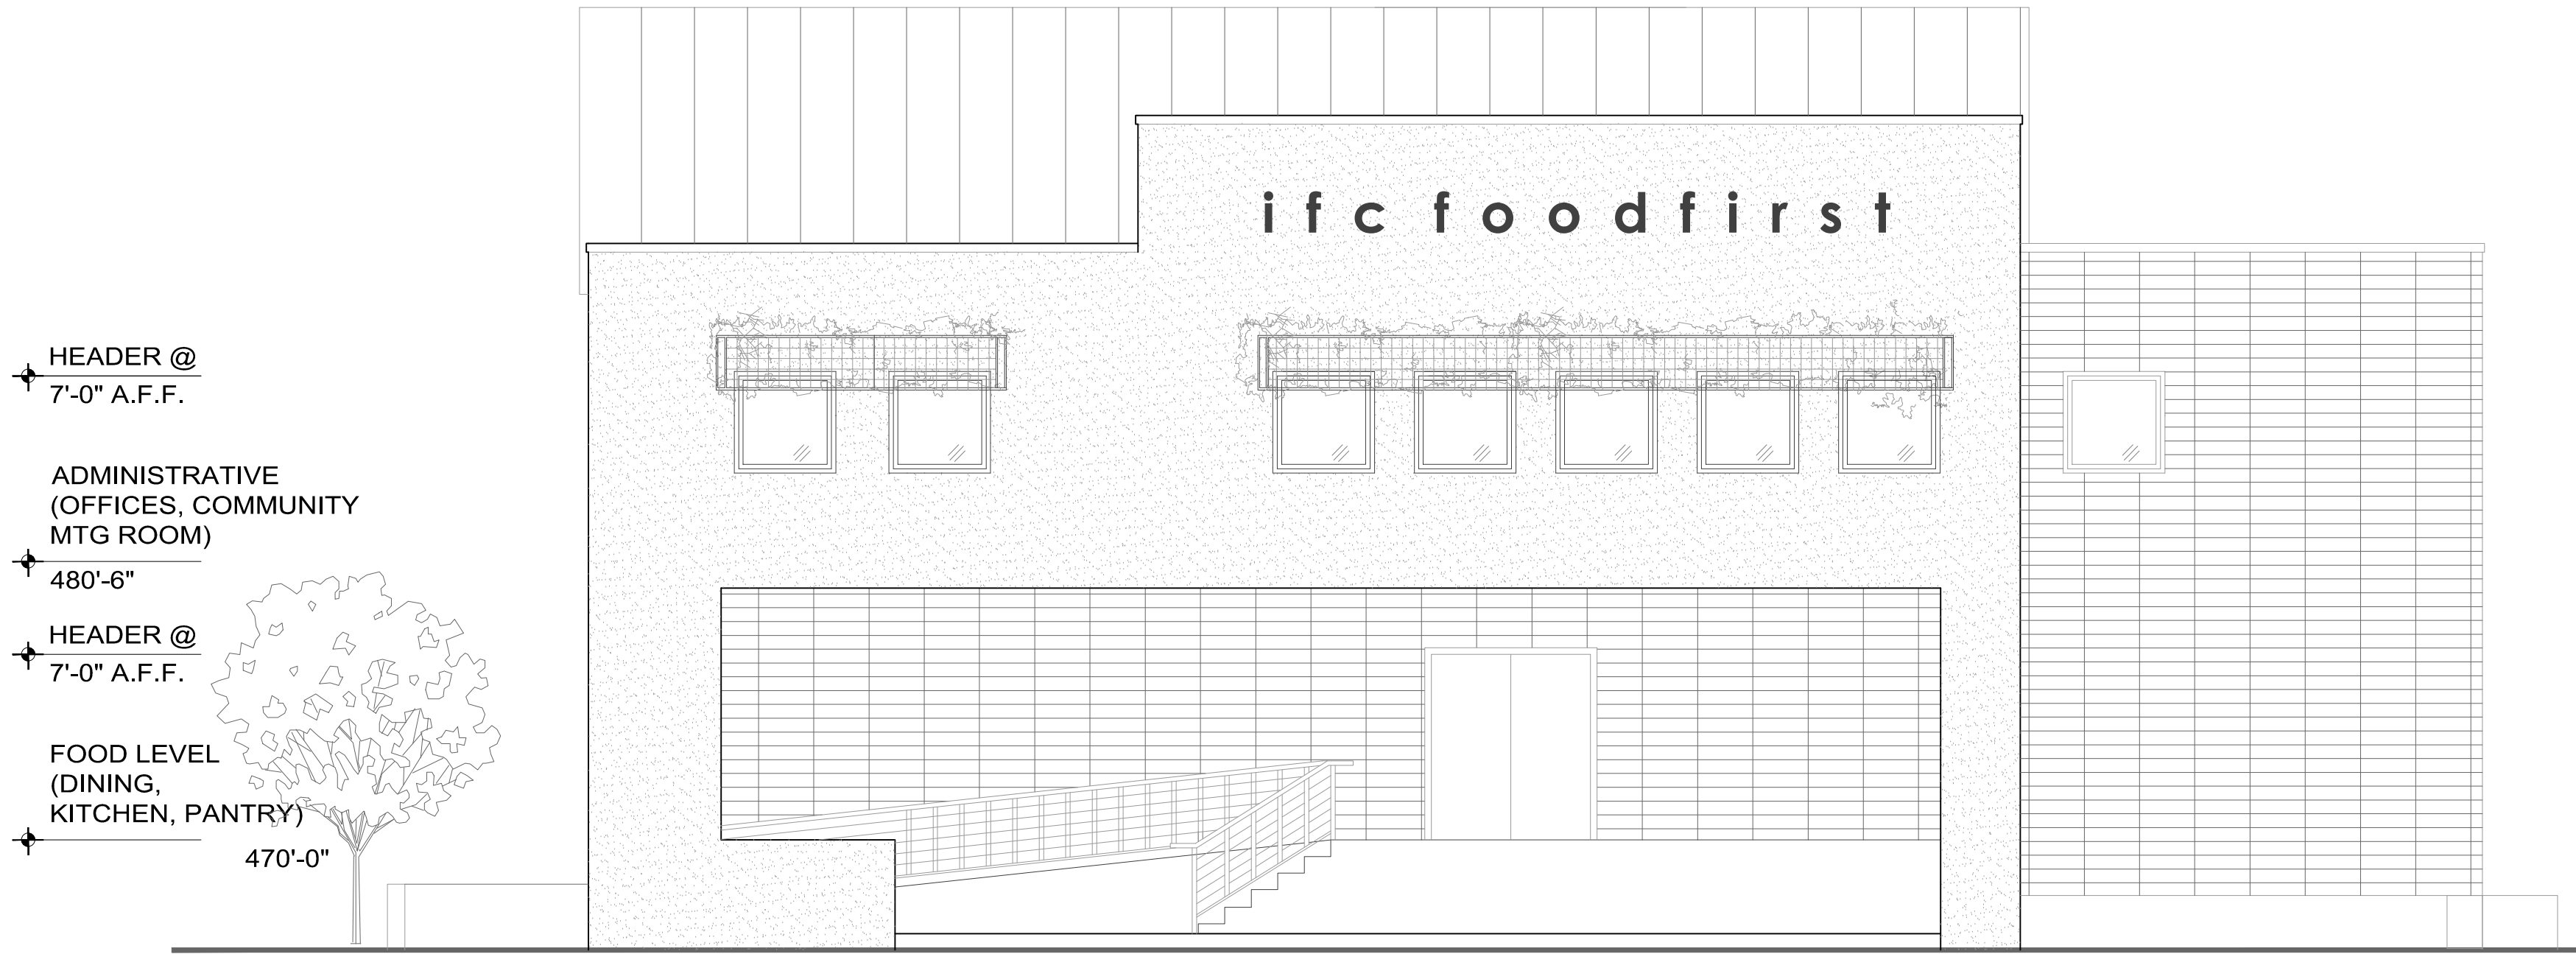 ifc foodfirst
HEADER @
7'-0" A.F.F.
ADMINISTRATIVE
(OFFICES, COMMUNITY
MTG ROOM)
480'-6"
HEADER @
7'-0" A.F.F.
FOOD LEVEL
(DINING,
KITCHEN, PANTRY)
470'-0"